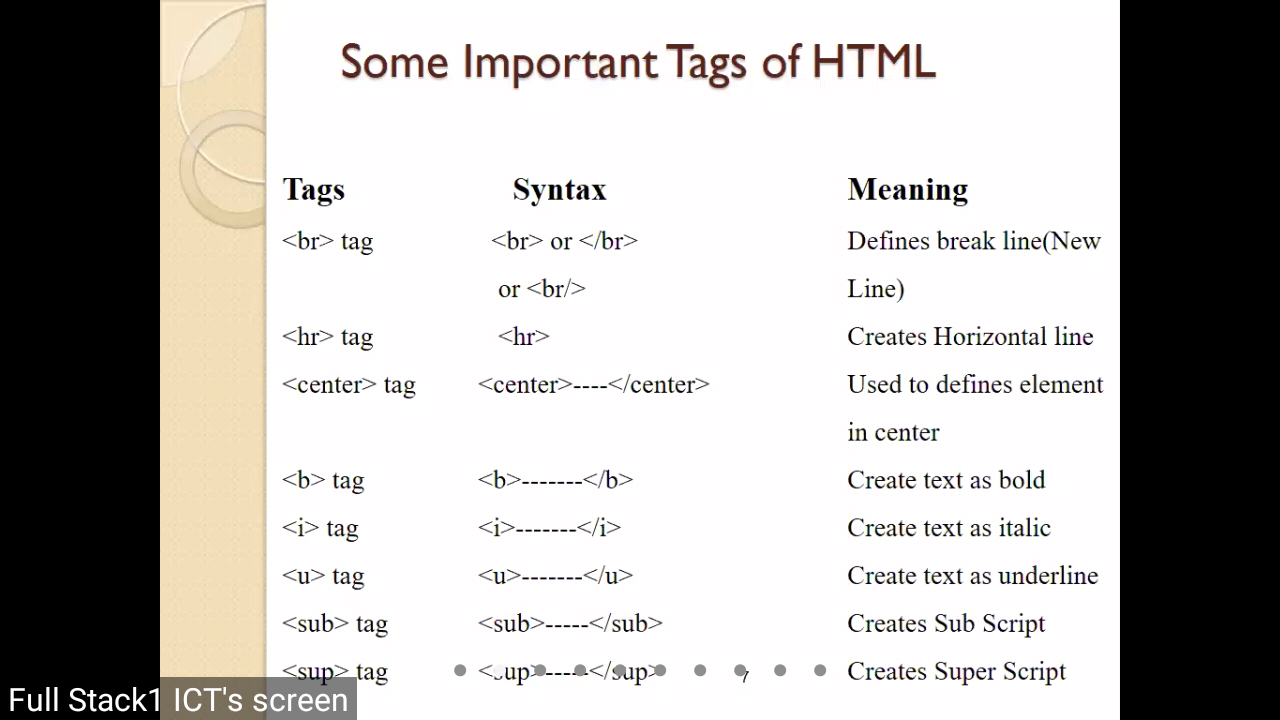 Some Important Tags of HTML
Tags Syntax Meaning
<br> tag <br> or </br> Defines break line(New
or <br/> Line)
<hr> tag <hr> Creates Horizontal line
<center> tag <center>----</center> Used to defines element
in center
<b> tag <b>-------</b> Create text as bold
<i> tag <i>-------</i> Create text as italic
<u> tag <u>-------</u> Create text as underline
<sub> tag <sub>-----</sub> Creates Sub Script
<sup> tag <sup>-----</sup> 7 Creates Super Script
Full Stack1 ICT's screen